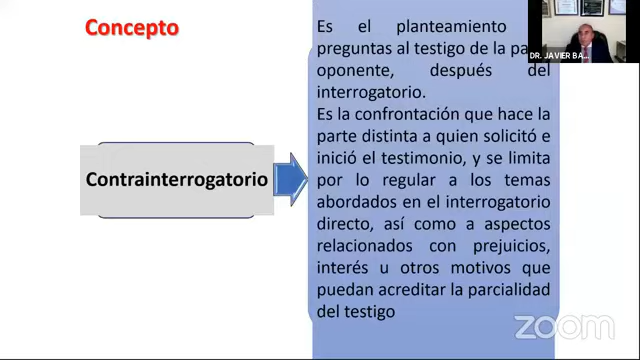 Concepto
Es el planteamiento
preguntas al testigo de la
oponente, después del
interrogatorio.
Es la confrontación que hace la
parte distinta a quien solicitó e
inició el testimonio, y se limita
por lo regular a los temas
abordados en el interrogatorio
directo, así como a aspectos
relacionados con prejuicios,
interés u otros motivos que
puedan acreditar la parcialidad
del testigo
Contrainterrogatorio
DR. JAVIER BA...
zoom